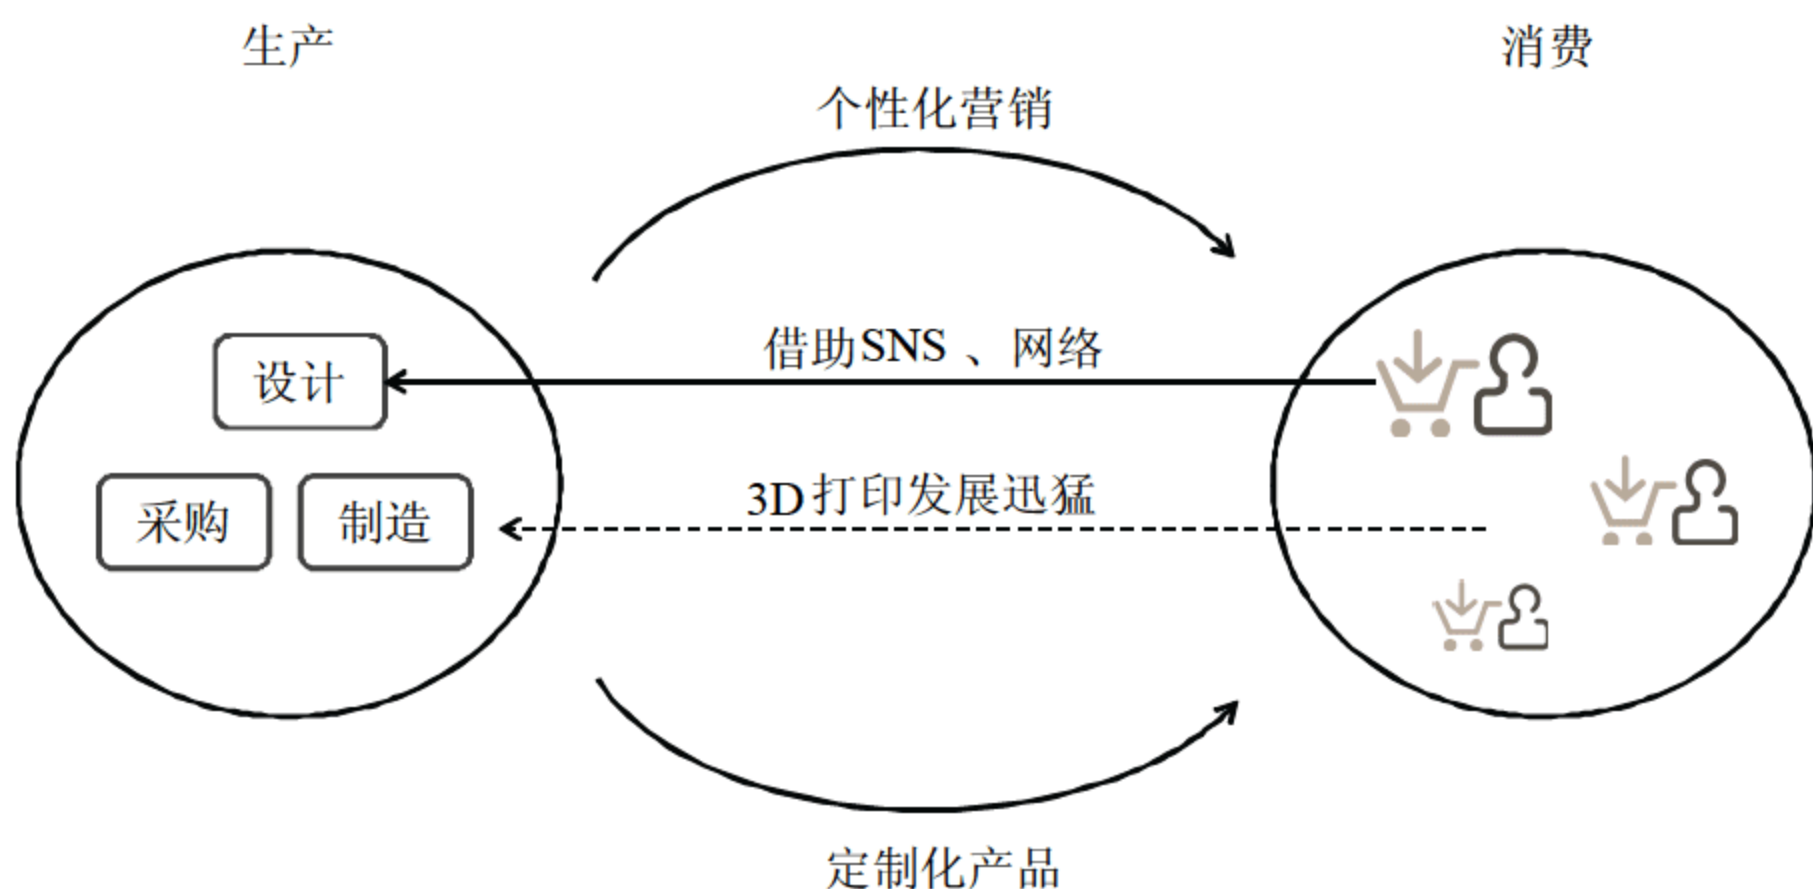 生产
消费
个性化营销
借助SNS、网络
设计
3D打印发展迅猛
采购
制造
定制化产品